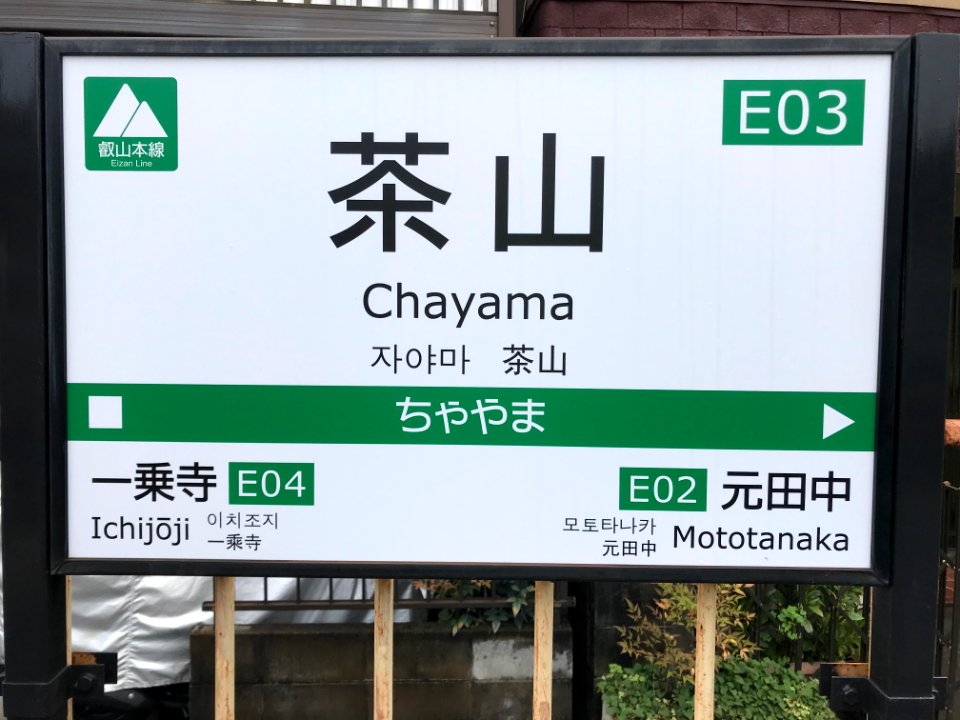 叡山本線
Eizan Line
E03
茶山
Chayama
자야마 茶山
ちゃやま
一乗寺 E04
Ichijōji 이치조지
一乗寺
E02 元田中
모토타나카
元田中 Mototanaka